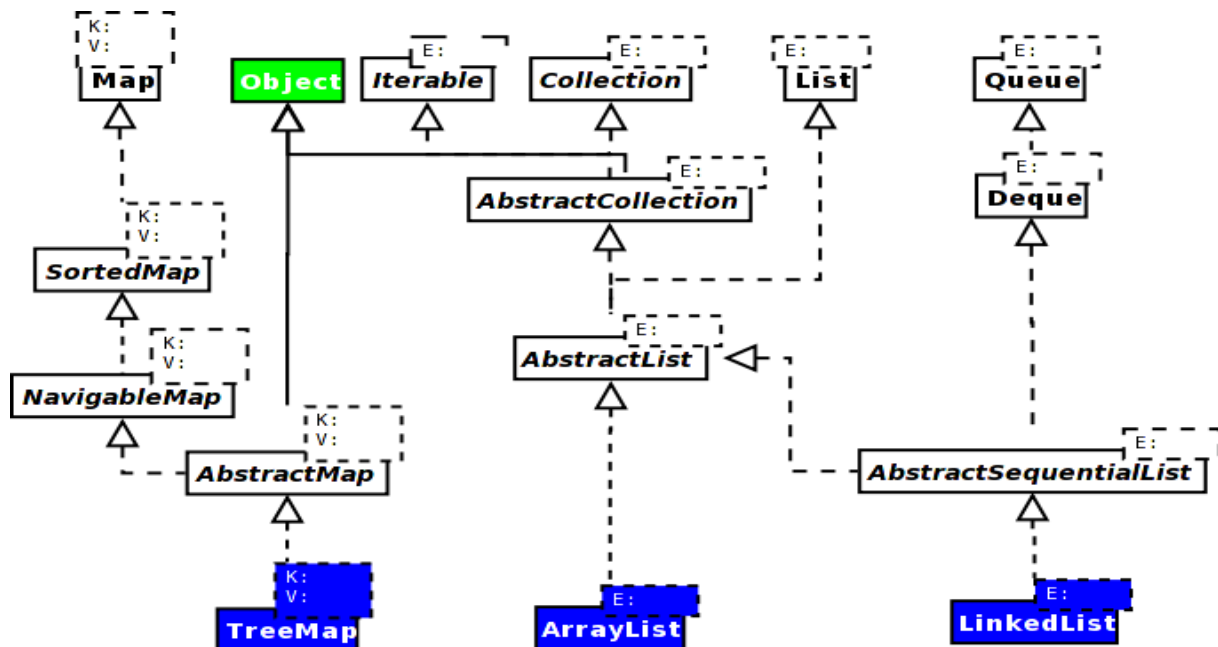 K:
V:
Map
Object
E:
Iterable
E:
Collection
E:
List
E:
Queue
E:
AbstractCollection
E:
Deque
K:
V:
SortedMap
E:
AbstractList
K:
V:
NavigableMap
K:
V:
AbstractMap
E:
AbstractSequentialList
K:
V:
TreeMap
E:
ArrayList
E:
LinkedList